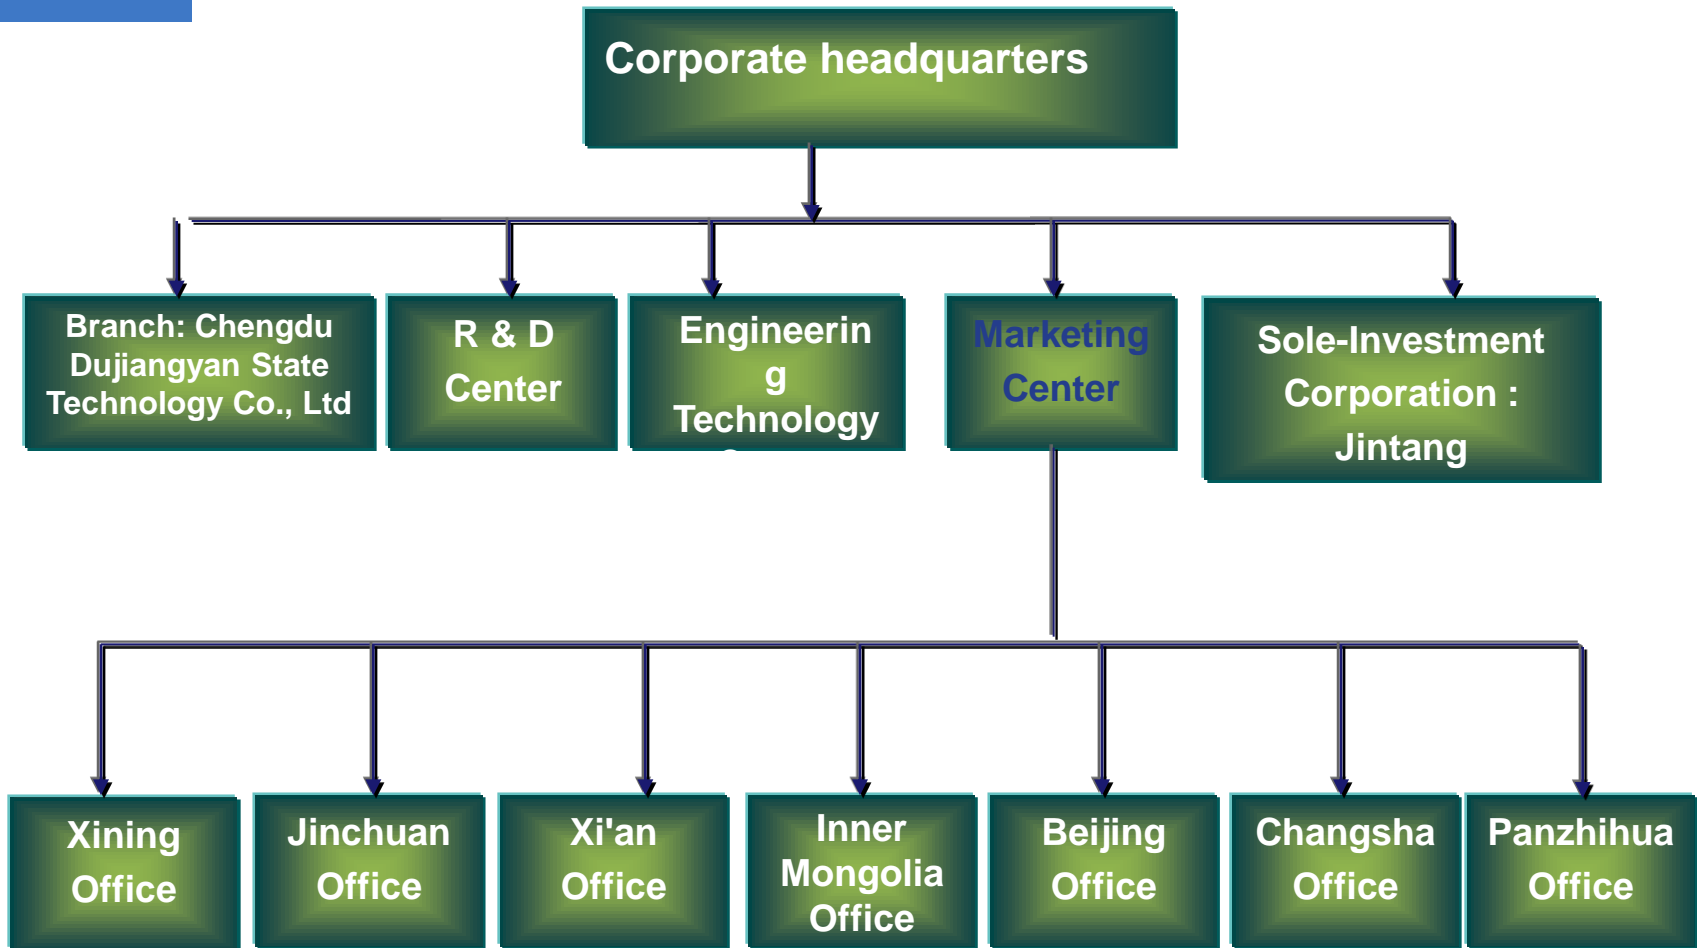 Corporate headquarters
Branch: Chengdu
Dujiangyan State
Technology Co., Ltd
R & D
Center
Engineerin
g
Technology
Marketing
Center
Sole-Investment
Corporation :
Jintang
Xining
Office
Jinchuan
Office
Xi'an
Office
Inner
Mongolia
Office
Beijing
Office
Changsha
Office
Panzhihua
Office